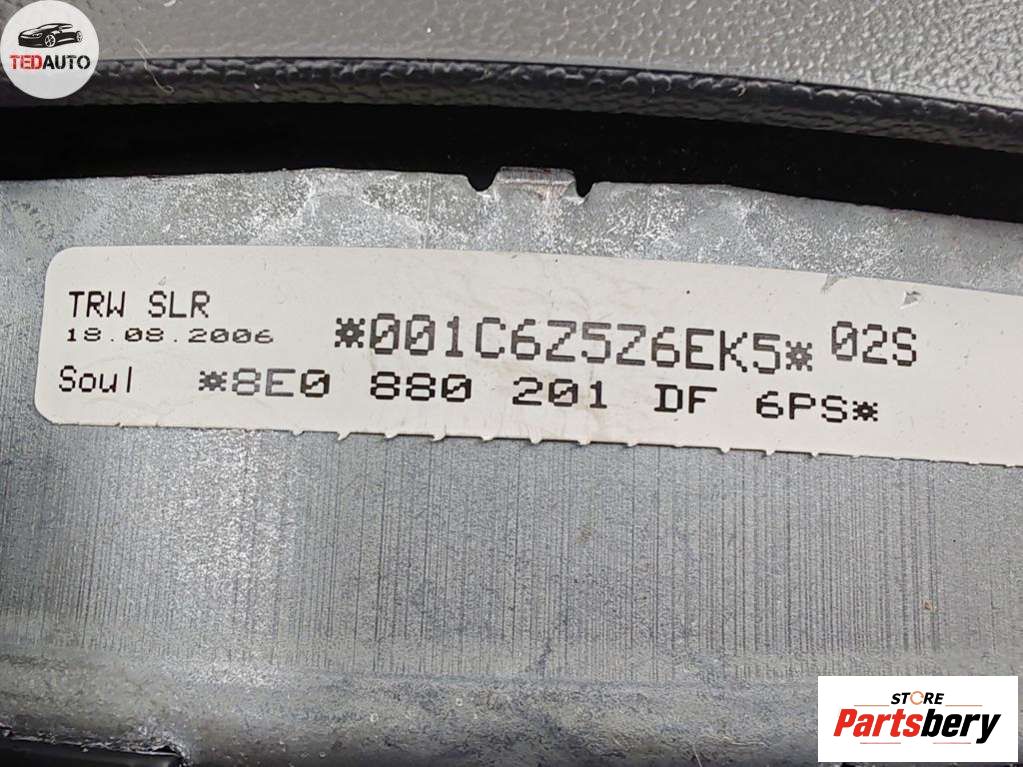 TEDAUTO
TRW SLR
18.08.2006
*001C6Z5Z6EK5* 02S
Soul *8E0 880 201 DF 6PS*
STORE
Partsbery